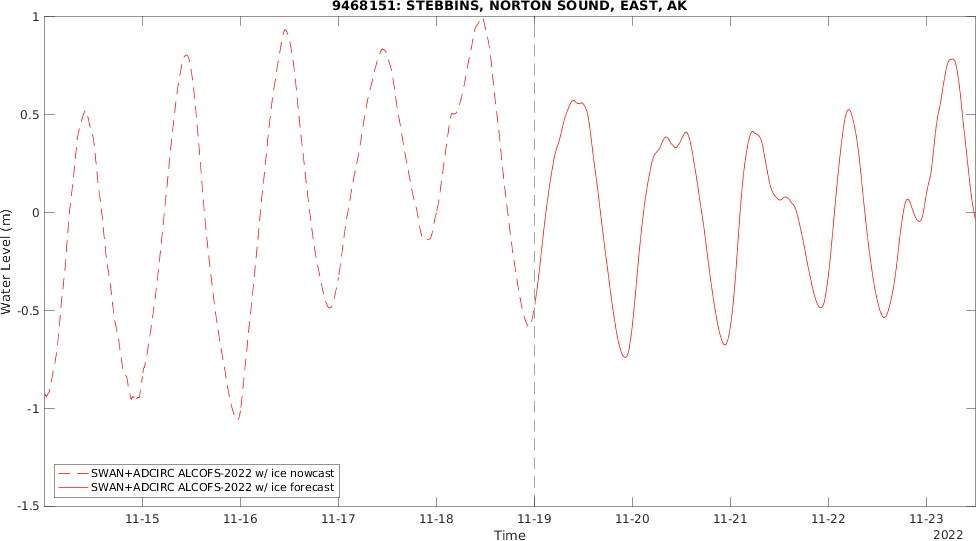 9468151: STEBBINS, NORTON SOUND, EAST, AK
1
0.5
0
-0.5
-1
-1.5
Water Level (m)
SWAN+ADCIRC ALCOFS-2022 w/ ice nowcast
SWAN+ADCIRC ALCOFS-2022 w/ ice forecast
11-15 11-16 11-17 11-18 11-19 11-20 11-21 11-22 11-23
Time
2022